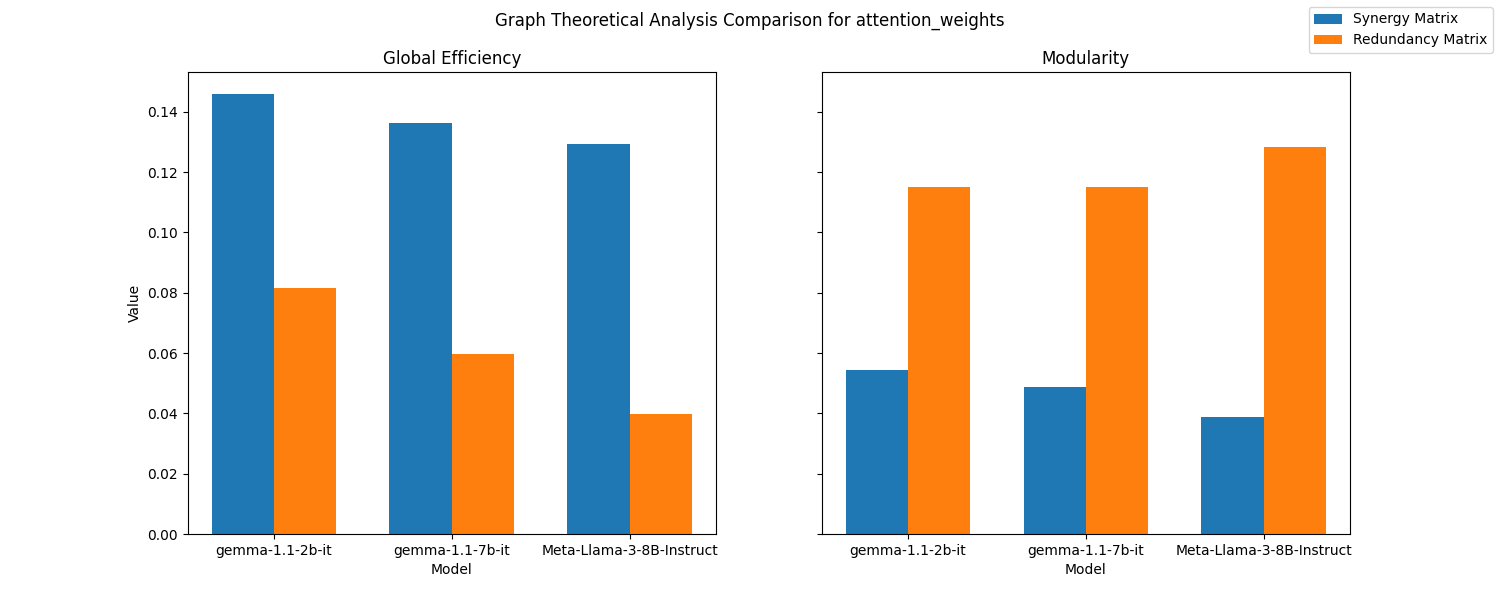 Graph Theoretical Analysis Comparison for attention_weights
Synergy Matrix
Redundancy Matrix
Global Efficiency
Value
0.14
0.12
0.10
0.08
0.06
0.04
0.02
0.00
gemma-1.1-2b-it
gemma-1.1-7b-it
Meta-Llama-3-8B-Instruct
Model
Modularity
gemma-1.1-2b-it
gemma-1.1-7b-it
Meta-Llama-3-8B-Instruct
Model